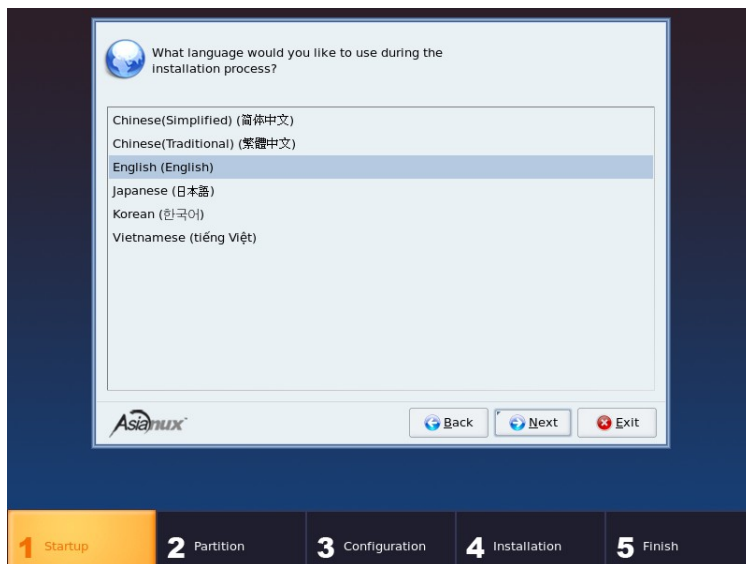 What language would you like to use during the
installation process?
Chinese(Simplified) (简体中文)
Chinese(Traditional) (繁體中文)
English (English)
Japanese (日本語)
Korean (한국어)
Vietnamese (tiếng Việt)
Asianux
Back
Next
Exit
1 Startup
2 Partition
3 Configuration
4 Installation
5 Finish